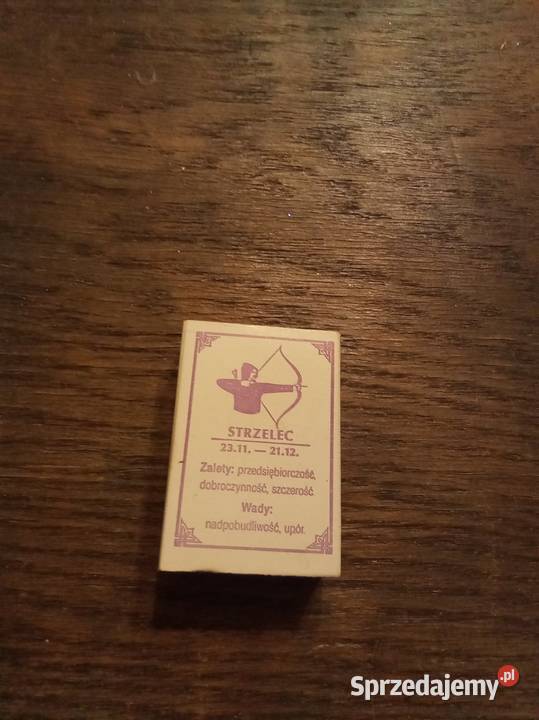 STRZELEC
23.11. — 21.12.
Zalety: przedsiębiorczość,
dobroczynność, szczerość.
Wady:
nadpobudliwość, upór.
Sprzedajemy.pl